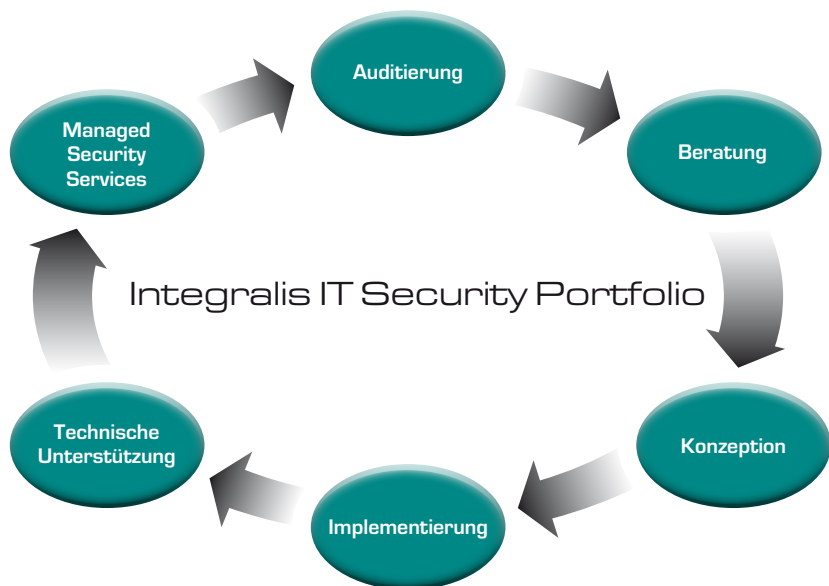 Auditierung
Beratung
Konzeption
Implementierung
Technische
Unterstützung
Managed
Security
Services
Integralis IT Security Portfolio